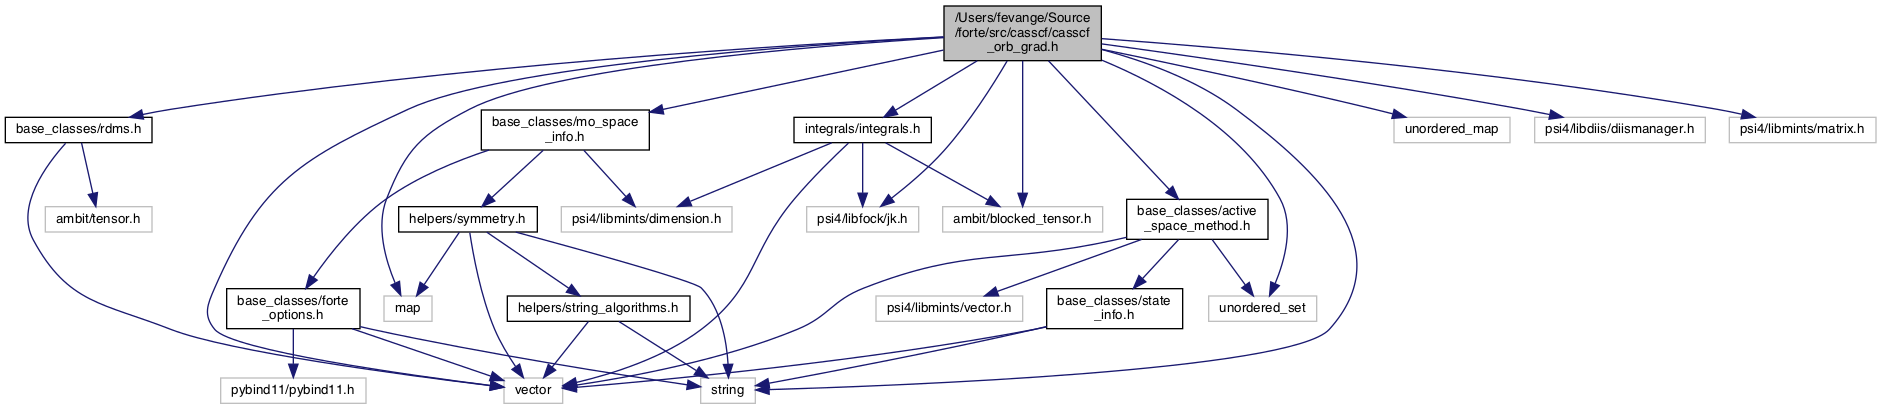 /Users/fevange/Source
/forte/src/casscf/casscf
_orb_grad.h
base_classes/rdms.h
base_classes/mo_space
_info.h
integrals/integrals.h
unordered_map
psi4/libdiis/diismanager.h
psi4/libmints/matrix.h
ambit/tensor.h
helpers/symmetry.h
psi4/libmints/dimension.h
psi4/libfock/jk.h
ambit/blocked_tensor.h
base_classes/active
_space_method.h
base_classes/forte
_options.h
map
helpers/string_algorithms.h
psi4/libmints/vector.h
base_classes/state
_info.h
unordered_set
pybind11/pybind11.h
vector
string